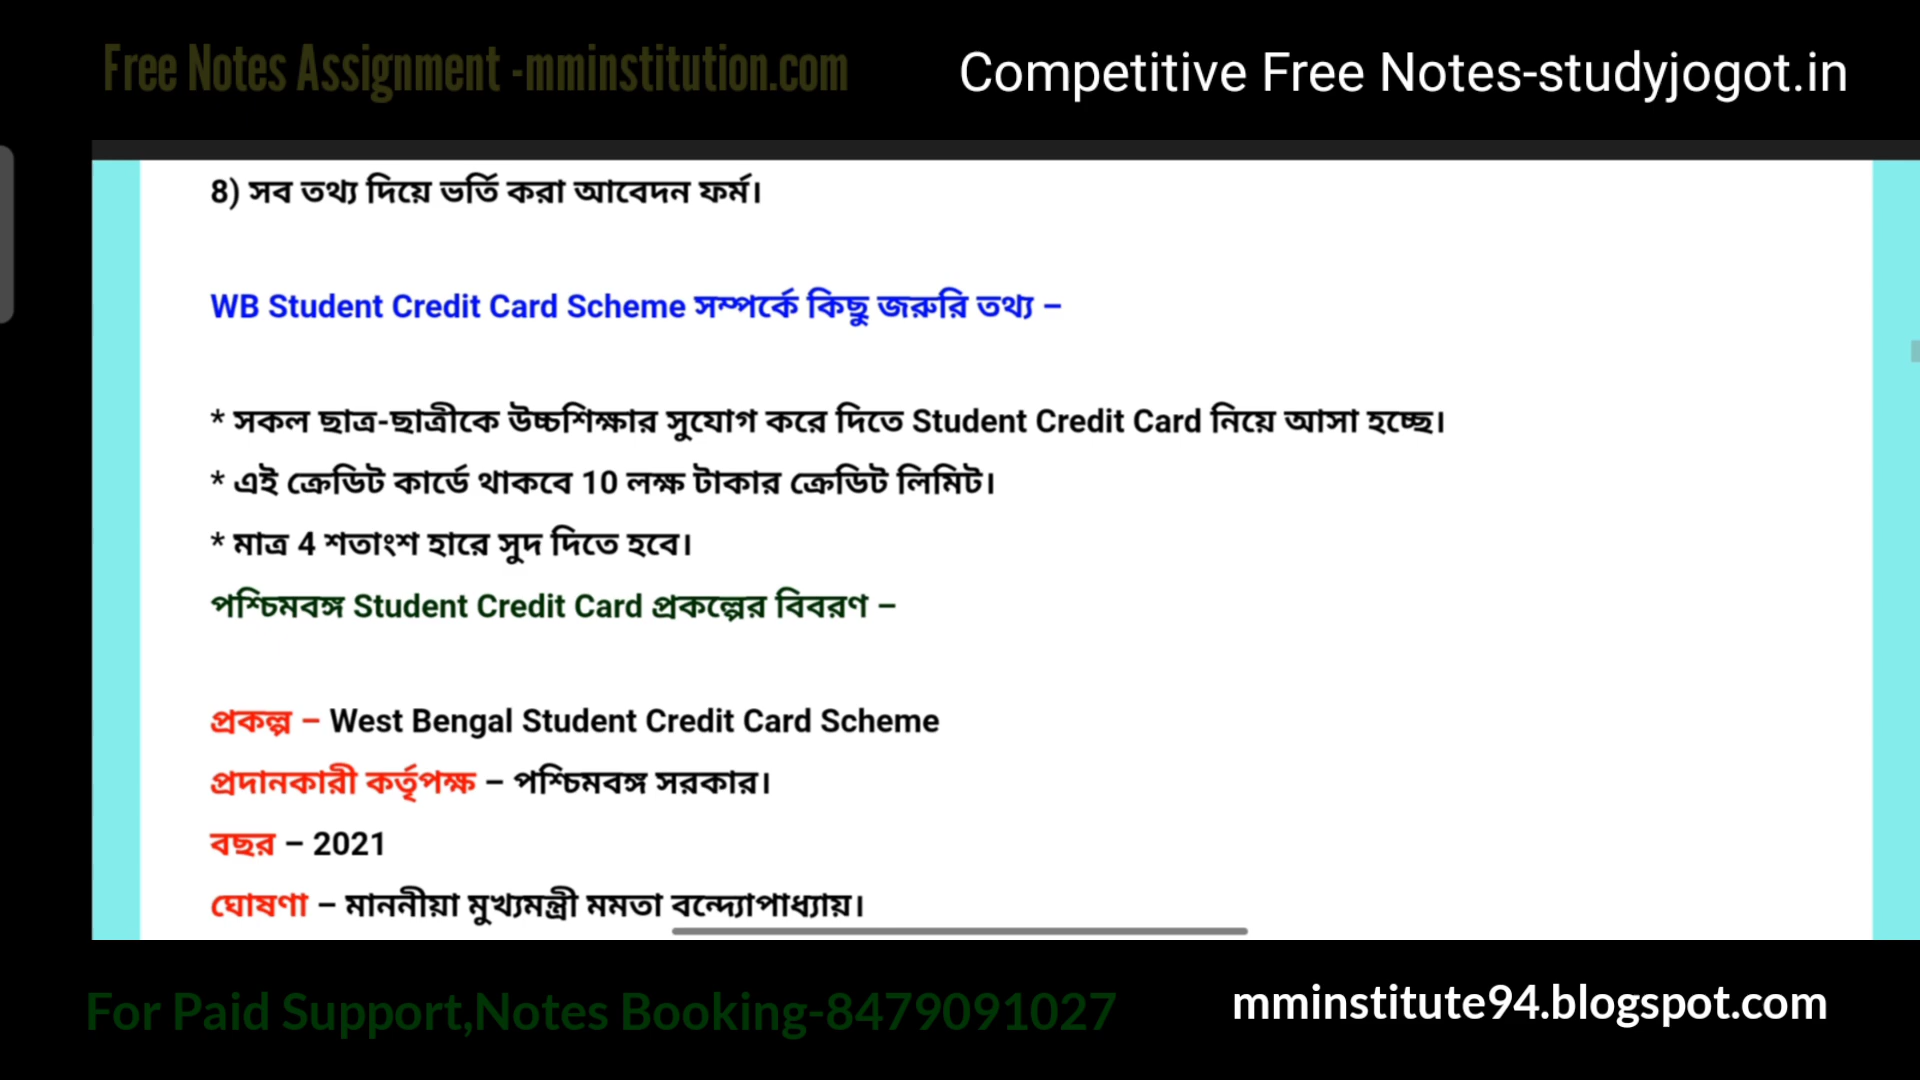 Free Notes Assignment -mminstitution.com
Competitive Free Notes-studyjogot.in
8) সব তথ্য দিয়ে ভর্তি করা আবেদন ফর্ম।
WB Student Credit Card Scheme সম্পর্কে কিছু জরুরি তথ্য –
* সকল ছাত্র-ছাত্রীকে উচ্চশিক্ষার সুযোগ করে দিতে Student Credit Card নিয়ে আসা হচ্ছে।
* এই ক্রেডিট কার্ডে থাকবে 10 লক্ষ টাকার ক্রেডিট লিমিট।
* মাত্র 4 শতাংশ হারে সুদ দিতে হবে।
পশ্চিমবঙ্গ Student Credit Card প্রকল্পের বিবরণ –
প্রকল্প – West Bengal Student Credit Card Scheme
প্রদানকারী কর্তৃপক্ষ – পশ্চিমবঙ্গ সরকার।
বছর – 2021
ঘোষণা – মাননীয়া মুখ্যমন্ত্রী মমতা বন্দ্যোপাধ্যায়।
For Paid Support,Notes Booking-8479091027
mminstitute94.blogspot.com